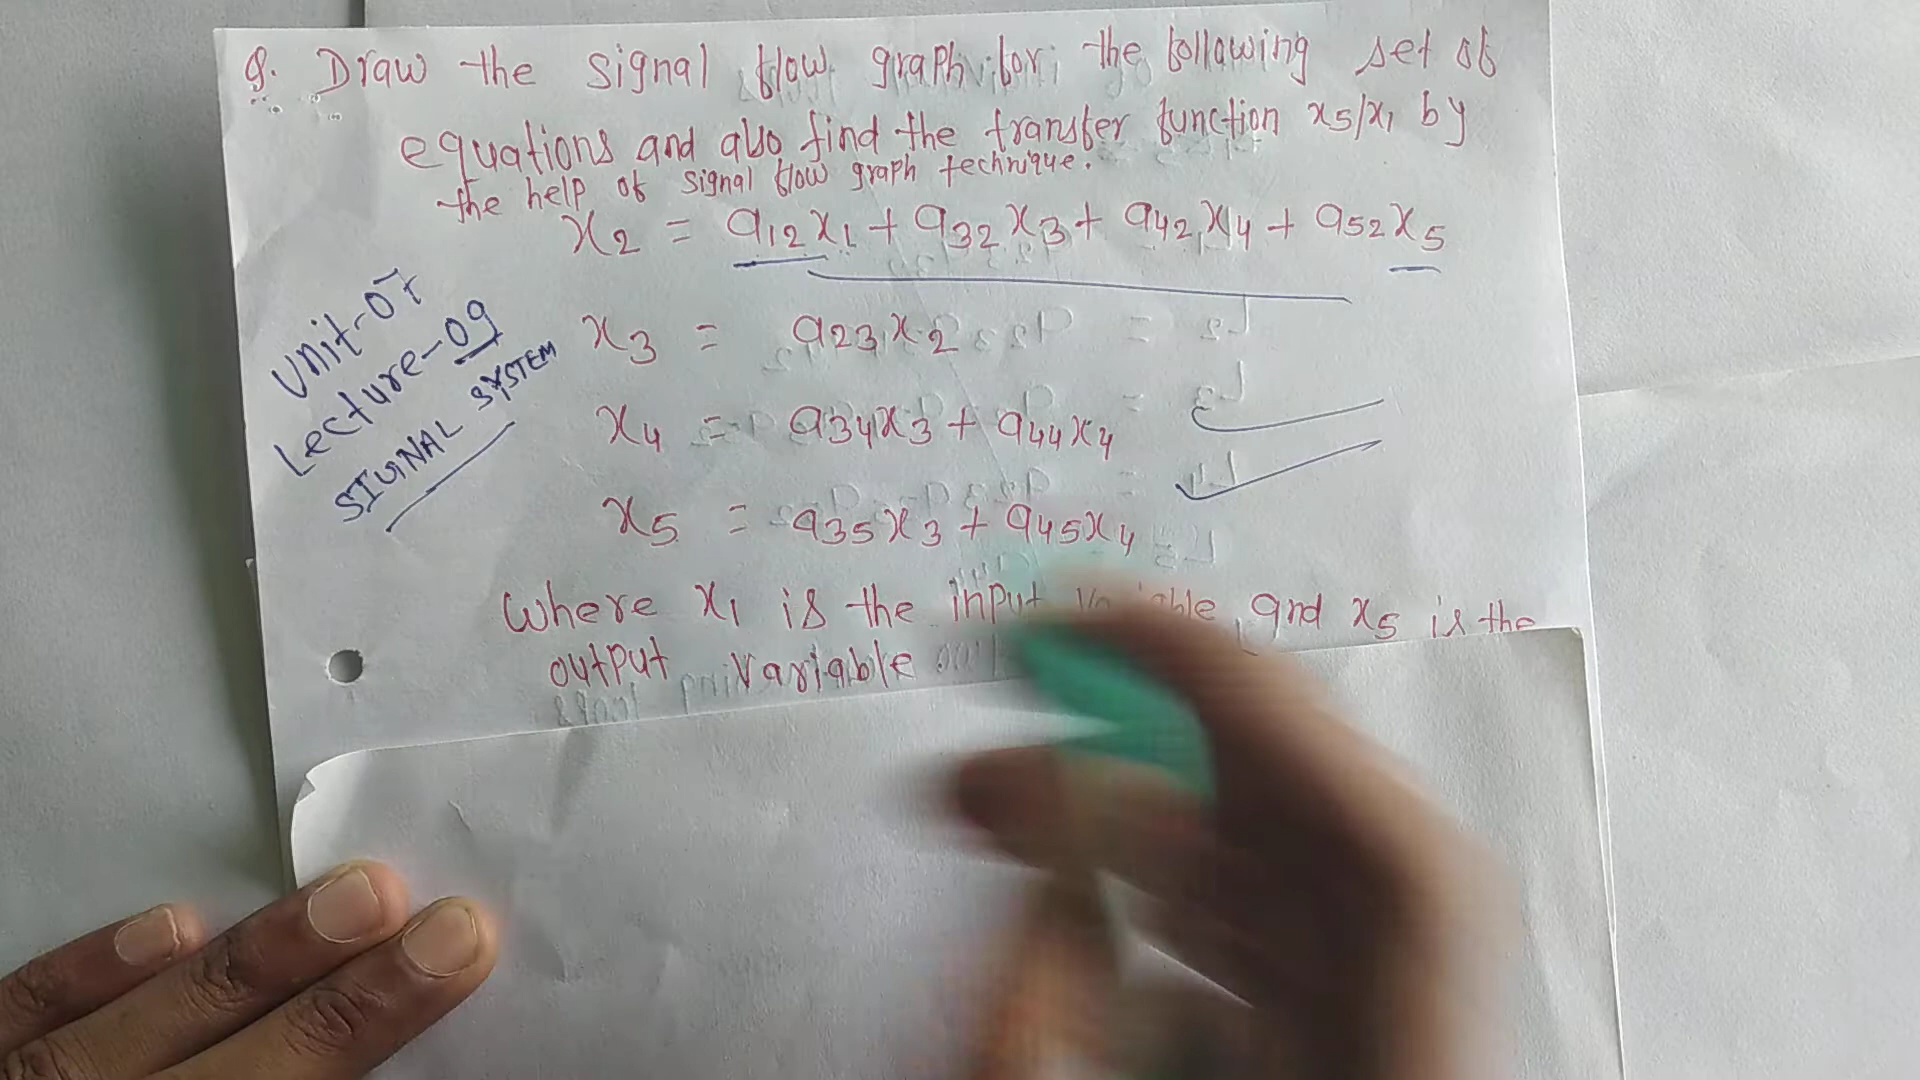 Q. Draw the signal flow graph for the following set of
equations and also find the transfer function x5/x1 by
the help of signal flow graph technique.
x2 = a12x1 + a32x3 + a42x4 + a52x5
x3 = a23x2
x4 = a34x3 + a44x4
x5 = a35x3 + a45x4
Where x1 is the input and x5 is the
output variable
Unit-07
Lecture-09
SIGNAL SYSTEM